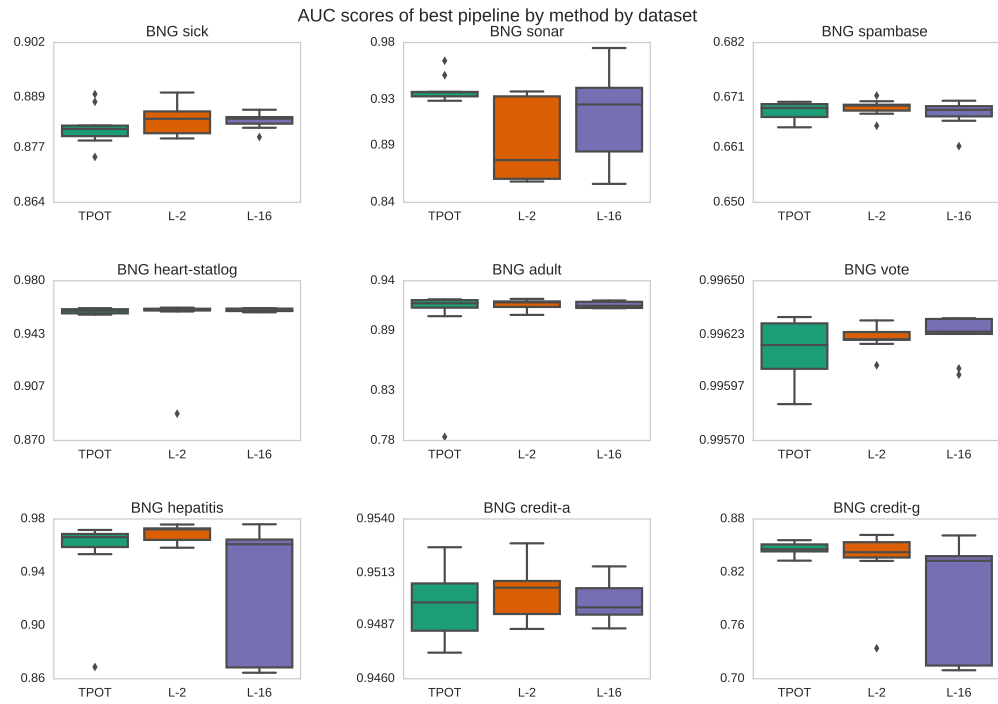 AUC scores of best pipeline by method by dataset
BNG sick
BNG sonar
BNG spambase
0.902
0.889
0.877
0.864
TPOT L-2 L-16
0.98
0.93
0.89
0.84
TPOT L-2 L-16
0.682
0.671
0.661
0.650
TPOT L-2 L-16
BNG heart-statlog
BNG adult
BNG vote
0.980
0.943
0.907
0.870
TPOT L-2 L-16
0.94
0.89
0.83
0.78
TPOT L-2 L-16
0.99650
0.99623
0.99597
0.99570
TPOT L-2 L-16
BNG hepatitis
BNG credit-a
BNG credit-g
0.98
0.94
0.90
0.86
TPOT L-2 L-16
0.9540
0.9513
0.9487
0.9460
TPOT L-2 L-16
0.88
0.82
0.76
0.70
TPOT L-2 L-16